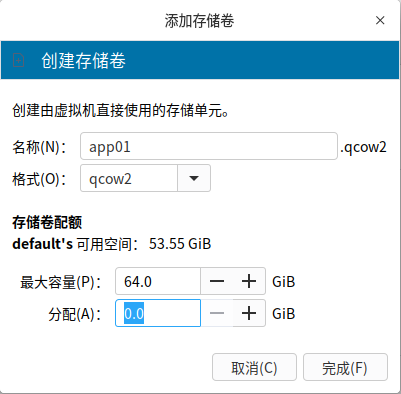 添加存储卷
创建存储卷
创建由虚拟机直接使用的存储单元。
名称(N)： app01 .qcow2
格式(O)： qcow2
存储卷配额
default's 可用空间： 53.55 GiB
最大容量(P)： 64.0 GiB
分配(A)： 0.0 GiB
取消(C) 完成(F)